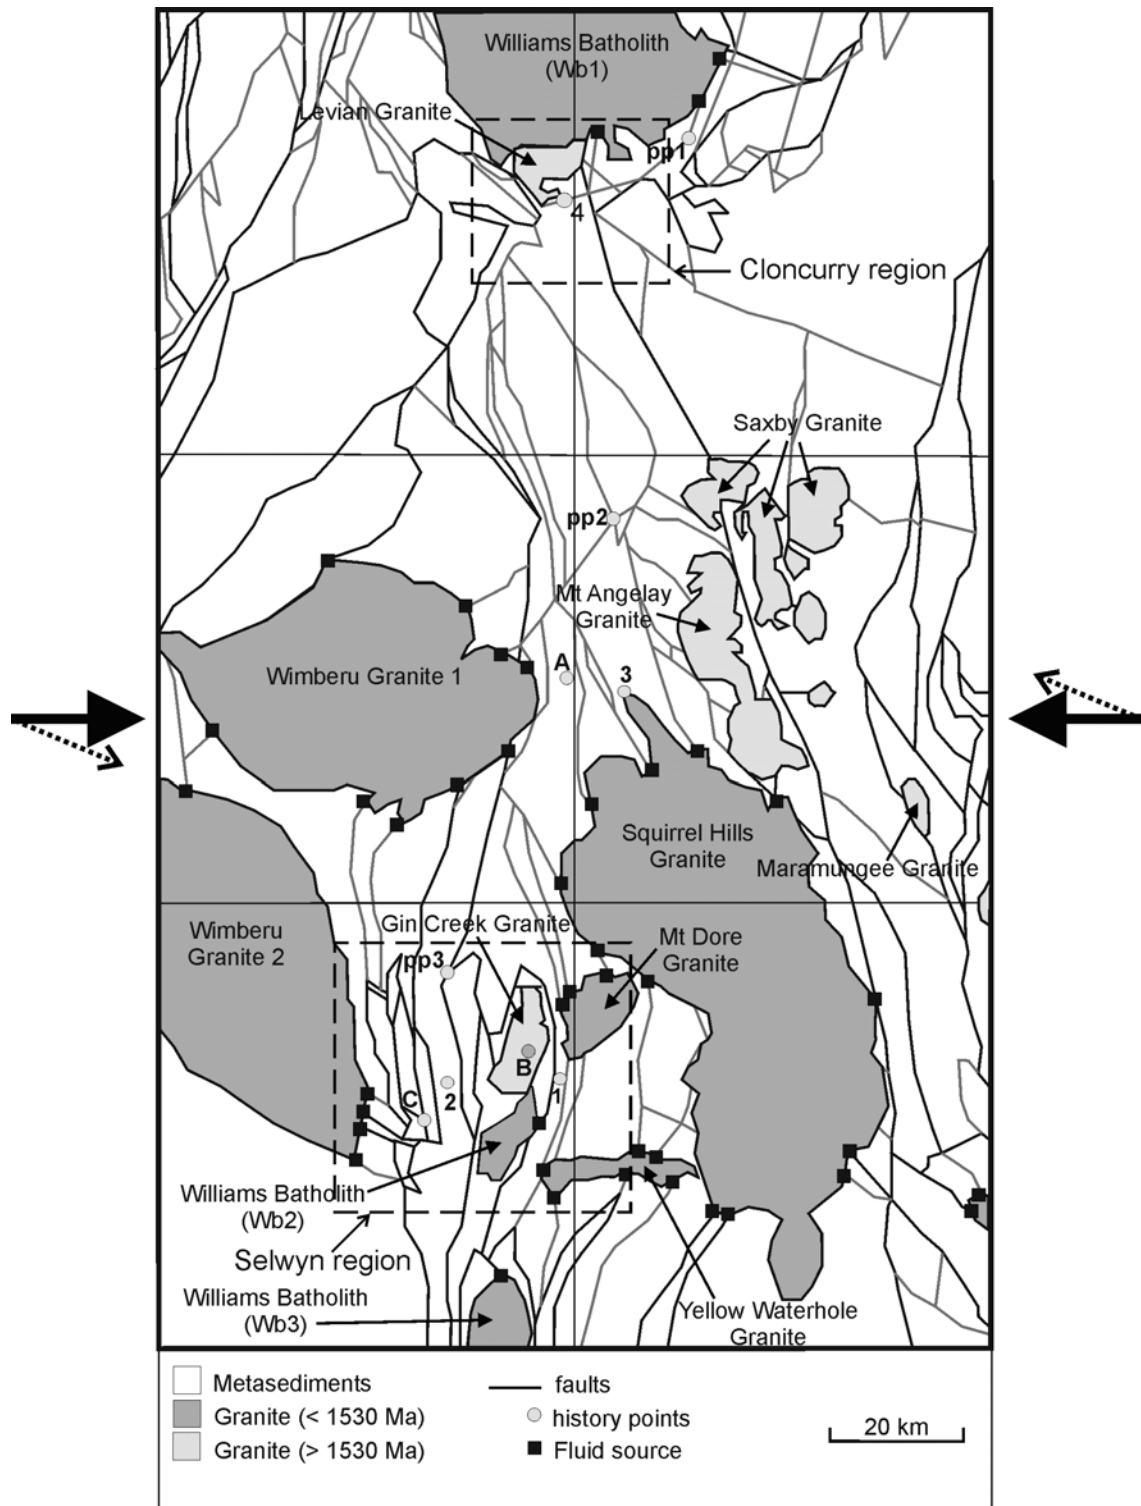 Williams Batholith
(Wb1)
Levian Granite
pp1
4
Cloncurry region
Saxby Granite
pp2
Mt Angelay
Granite
A
3
Wimberu Granite 1
Squirrel Hills
Granite
Maramungee Granite
Gin Creek Granite
Wimberu
Granite 2
Mt Dore
Granite
pp3
B
C
2
1
Williams Batholith
(Wb2)
Selwyn region
Williams Batholith
(Wb3)
Yellow Waterhole
Granite
Metasediments
Granite (< 1530 Ma)
Granite (> 1530 Ma)
faults
history points
Fluid source
20 km